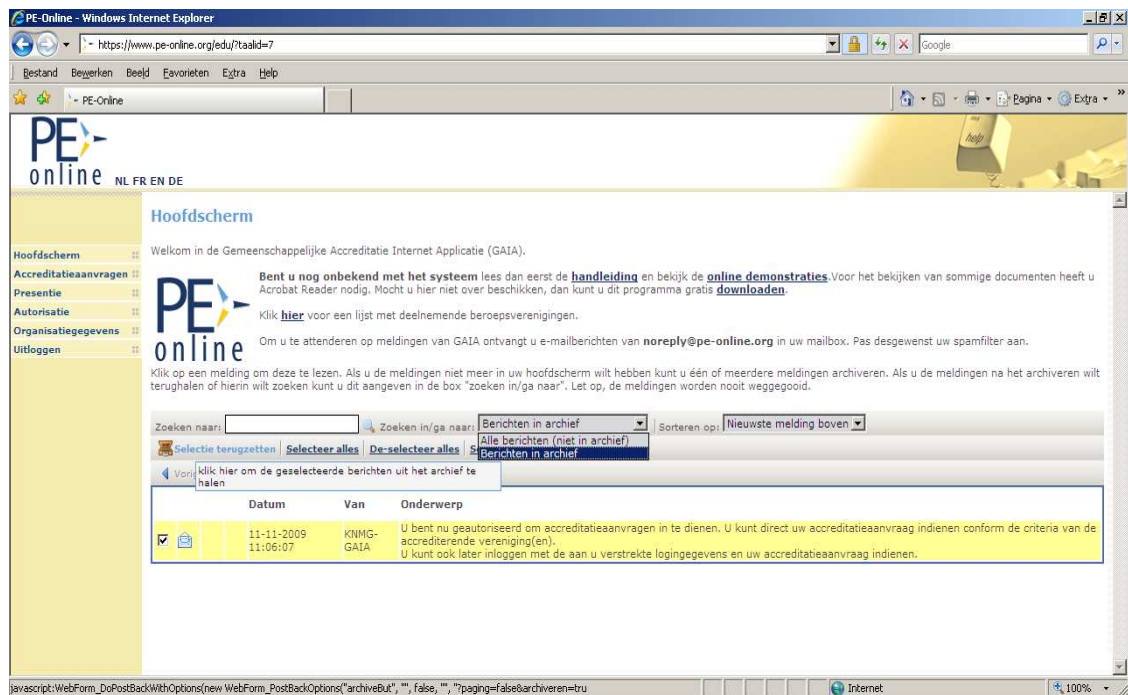 PE-Online - Windows Internet Explorer
https://www.pe-online.org/edu/?taalid=7
Google
Bestand Bewerken Beeld Favorieten Extra Help
PE-Online
Pagina Extra
PE
online NL FR EN DE
help
Hoofdscherm
Hoofdscherm
Accreditatieaanvragen
Presentie
Autorisatie
Organisatiegegevens
Uitloggen
Welkom in de Gemeenschappelijke Accreditatie Internet Applicatie (GAIA).
PE
online
Bent u nog onbekend met het systeem lees dan eerst de handleiding en bekijk de online demonstraties.Voor het bekijken van sommige documenten heeft u
Acrobat Reader nodig. Mocht u hier niet over beschikken, dan kunt u dit programma gratis downloaden.
Klik hier voor een lijst met deelnemende beroepsverenigingen.
Om u te attenderen op meldingen van GAIA ontvangt u e-mailberichten van noreply@pe-online.org in uw mailbox. Pas desgewenst uw spamfilter aan.
Klik op een melding om deze te lezen. Als u de meldingen niet meer in uw hoofdscherm wilt hebben kunt u één of meerdere meldingen archiveren. Als u de meldingen na het archiveren wilt
terughalen of hierin wilt zoeken kunt u dit aangeven in de box "zoeken in/ga naar". Let op, de meldingen worden nooit weggegooid.
Zoeken naar: Zoeken in/ga naar: Berichten in archief Sorteren op: Nieuwste melding boven
Alle berichten (niet in archief)
Berichten in archief
Selectie terugzetten Selecteer alles De-selecteer alles
klik hier om de geselecteerde berichten uit het archief te
halen
Datum Van Onderwerp
11-11-2009
11:06:07
KNMG-
GAIA
U bent nu geautoriseerd om accreditatieaanvragen in te dienen. U kunt direct uw accreditatieaanvraag indienen conform de criteria van de
accrediterende vereniging(en).
U kunt ook later inloggen met de aan u verstrekte logingegevens en uw accreditatieaanvraag indienen.
javascript:WebForm_DoPostBackWithOptions(new WebForm_PostBackOptions("archiveBut", "", false, "", "?paging=false&archiveren=tru
Internet 100%